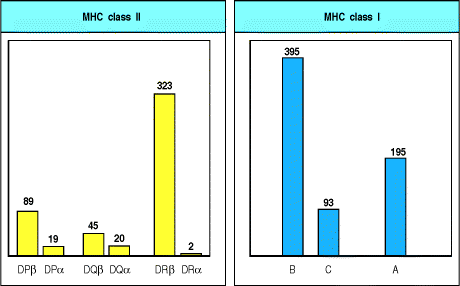 MHC class II
323
89
19
45
20
2
DPβ DPα DQβ DQα DRβ DRα
MHC class I
395
93
195
B C A